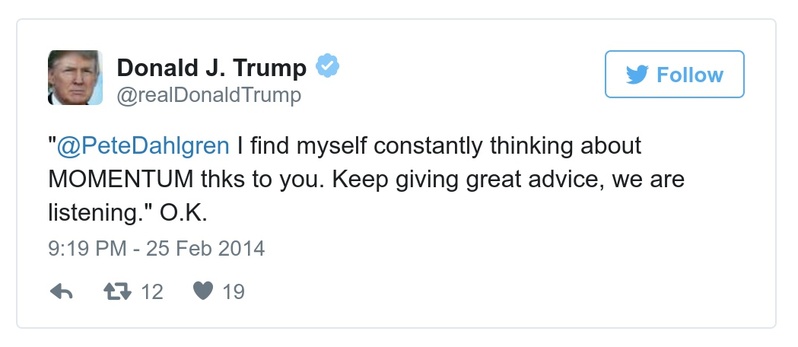 Donald J. Trump
@realDonaldTrump
Follow
"@PeteDahlgren I find myself constantly thinking about
MOMENTUM thks to you. Keep giving great advice, we are
listening." O.K.
9:19 PM - 25 Feb 2014
12 19